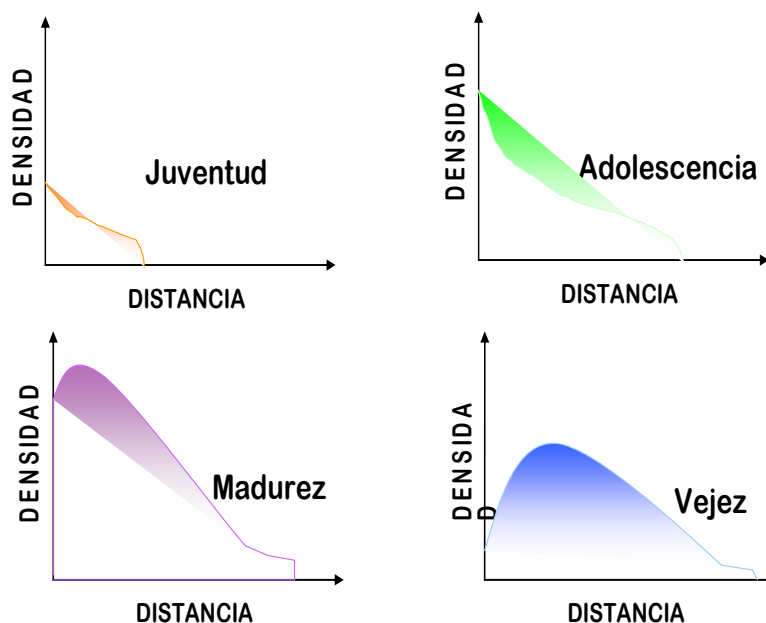 DENSIDAD
Juventud
DISTANCIA
DENSIDAD
Adolescencia
DISTANCIA
DENSIDAD
Madurez
DISTANCIA
DENSIDA
D
Vejez
DISTANCIA